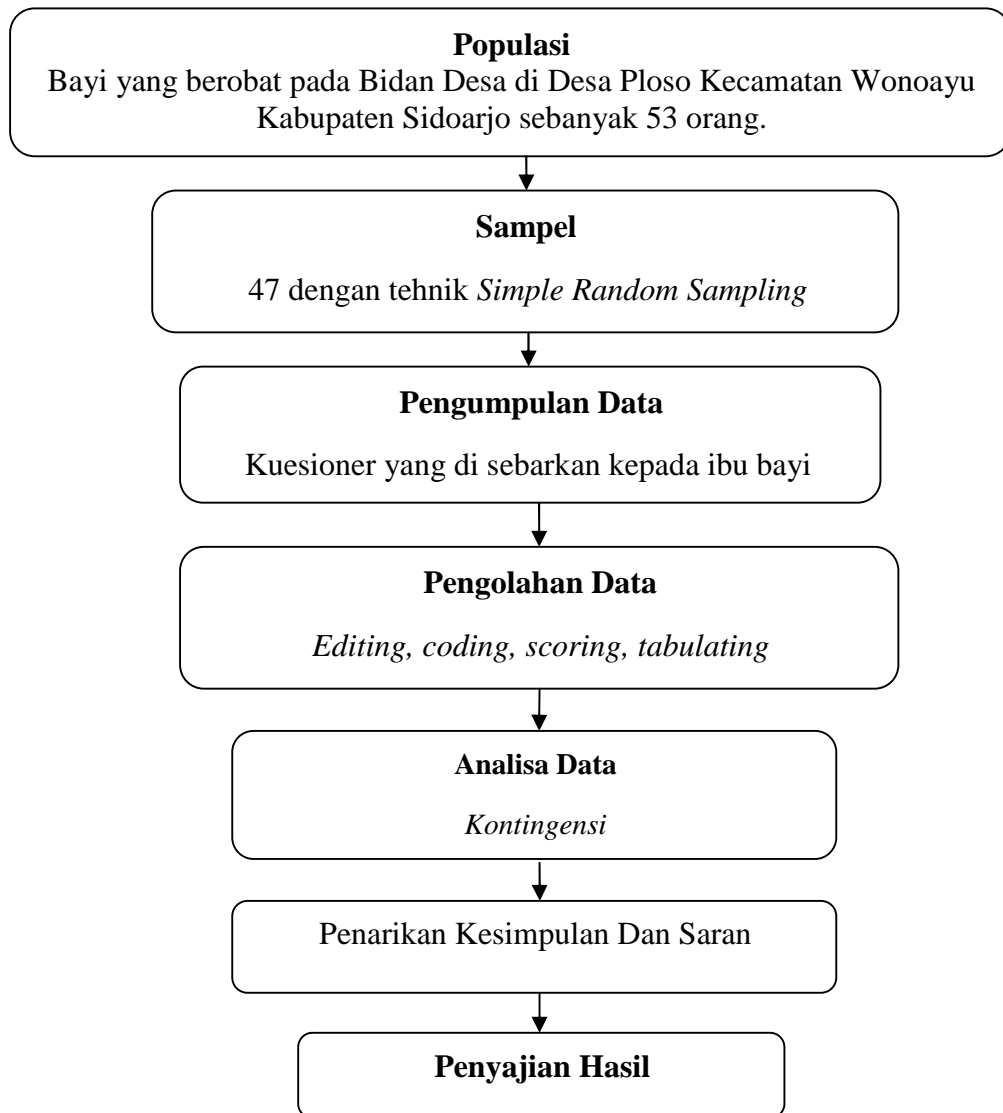 Populasi
Bayi yang berobat pada Bidan Desa di Desa Ploso Kecamatan Wonoayu
Kabupaten Sidoarjo sebanyak 53 orang.
Sampel
47 dengan tehnik Simple Random Sampling
Pengumpulan Data
Kuesioner yang di sebarkan kepada ibu bayi
Pengolahan Data
Editing, coding, scoring, tabulating
Analisa Data
Kontingensi
Penarikan Kesimpulan Dan Saran
Penyajian Hasil